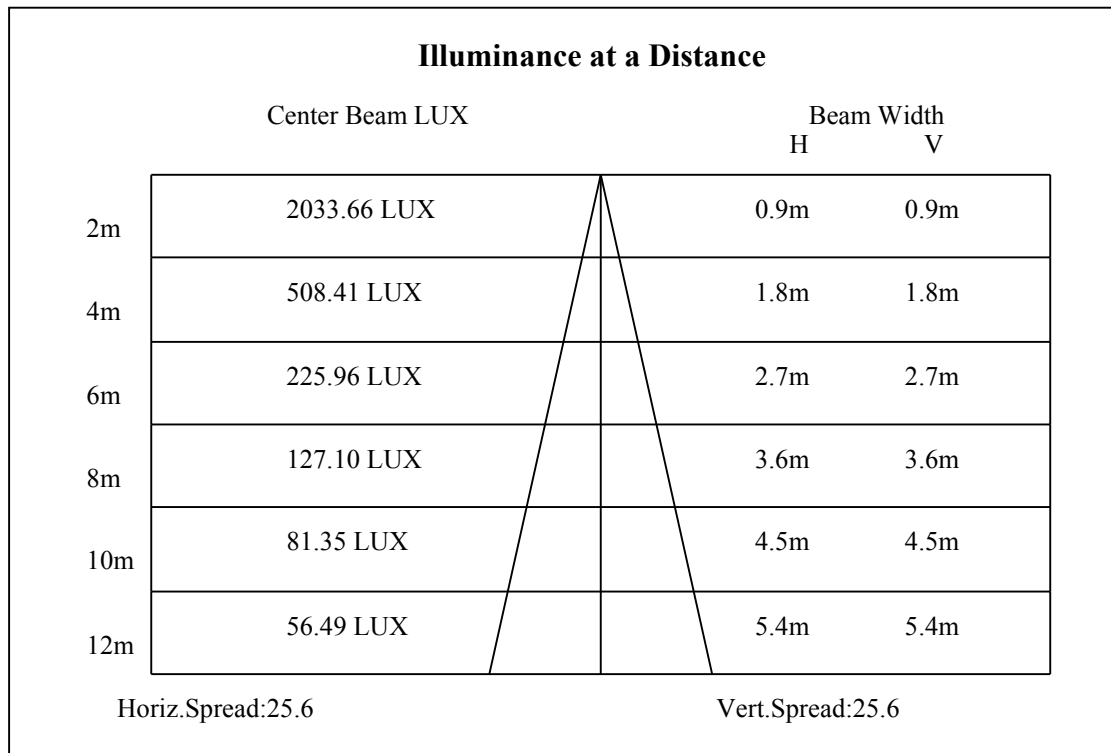 Illuminance at a Distance
Center Beam LUX Beam Width
H V
2m 2033.66 LUX 0.9m 0.9m
4m 508.41 LUX 1.8m 1.8m
6m 225.96 LUX 2.7m 2.7m
8m 127.10 LUX 3.6m 3.6m
10m 81.35 LUX 4.5m 4.5m
12m 56.49 LUX 5.4m 5.4m
Horiz.Spread:25.6 Vert.Spread:25.6